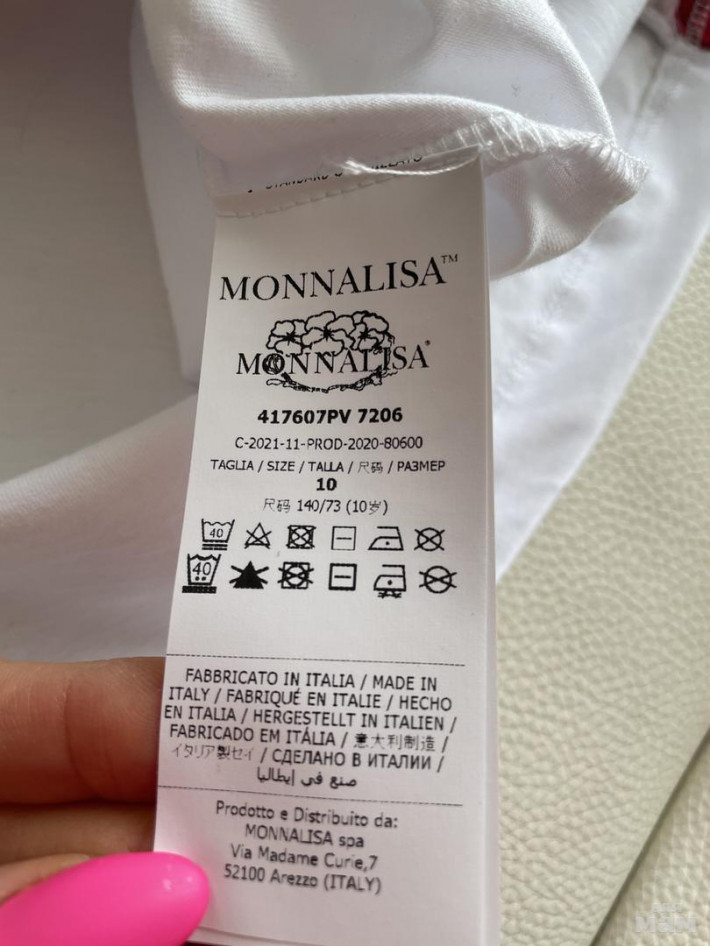 MONNALISA™
MONNALISA®
417607PV 7206
C-2021-11-PROD-2020-80600
TAGLIA / SIZE / TALLA / 尺码 / РАЗМЕР
10
尺码 140/73 (10岁)
40
40
FABBRICATO IN ITALIA / MADE IN
ITALY / FABRIQUÉ EN ITALIE / HECHO
EN ITALIA / HERGESTELLT IN ITALIEN /
FABRICADO EM ITÁLIA / 意大利制造 /
イタリア製セイ / СДЕЛАНО В ИТАЛИИ /
صنع في إيطاليا
Prodotto e Distribuito da:
MONNALISA spa
Via Madame Curie,7
52100 Arezzo (ITALY)